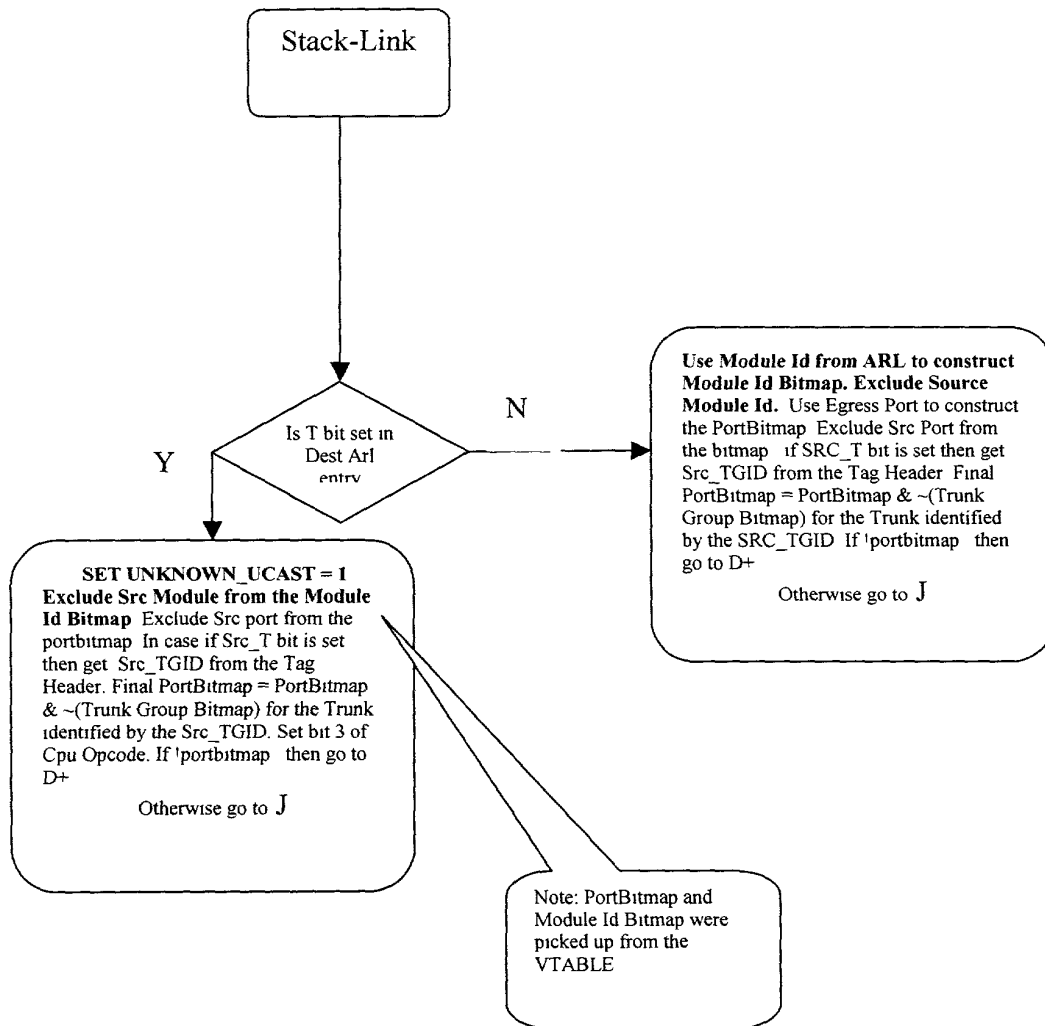 Stack-Link
Is T bit set in
Dest Arl
entry
Y
N
Use Module Id from ARL to construct
Module Id Bitmap. Exclude Source
Module Id. Use Egress Port to construct
the PortBitmap Exclude Src Port from
the bitmap if SRC_T bit is set then get
Src_TGID from the Tag Header Final
PortBitmap = PortBitmap & ~(Trunk
Group Bitmap) for the Trunk identified
by the SRC_TGID If !portbitmap then
go to D+
Otherwise go to J
SET UNKNOWN_UCAST = 1
Exclude Src Module from the Module
Id Bitmap Exclude Src port from the
portbitmap In case if Src_T bit is set
then get Src_TGID from the Tag
Header. Final PortBitmap = PortBitmap
& ~(Trunk Group Bitmap) for the Trunk
identified by the Src_TGID. Set bit 3 of
Cpu Opcode. If !portbitmap then go to
D+
Otherwise go to J
Note: PortBitmap and
Module Id Bitmap were
picked up from the
VTABLE